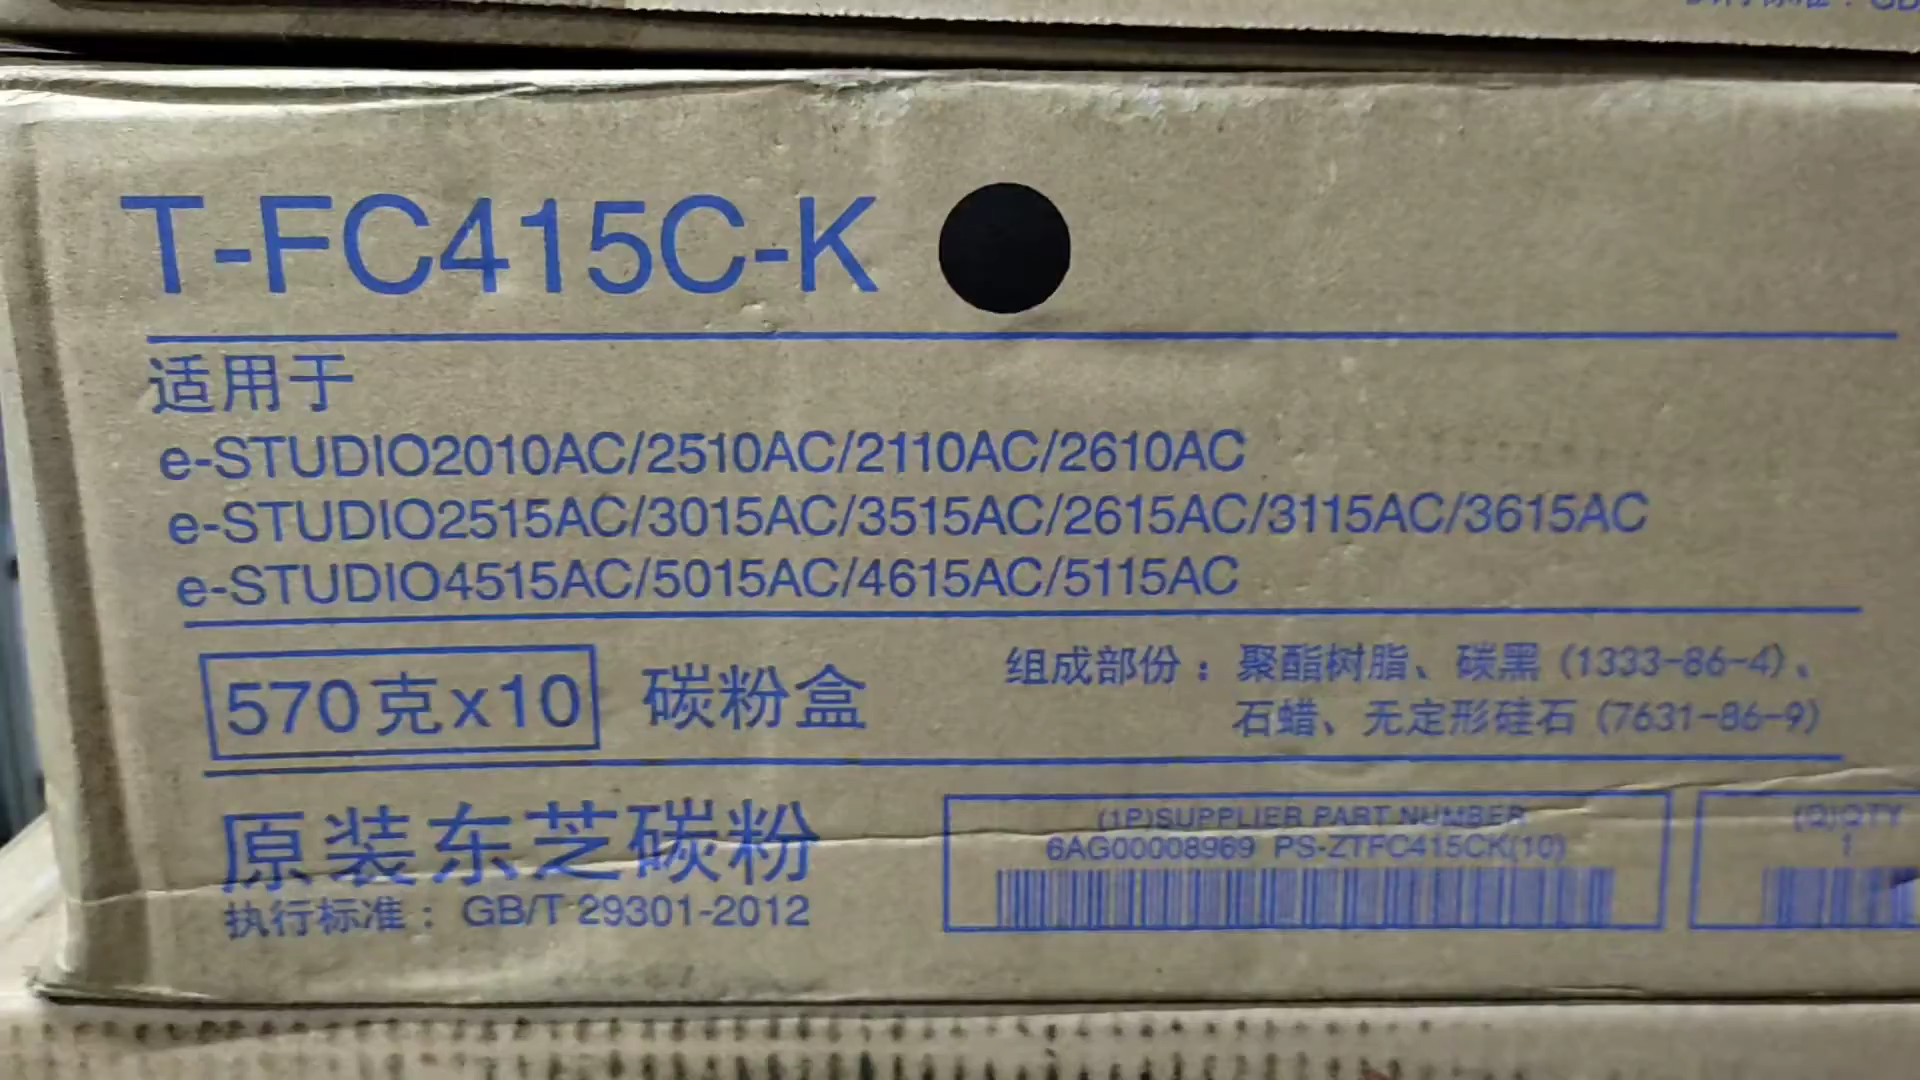 T-FC415C-K
适用于
e-STUDIO2010AC/2510AC/2110AC/2610AC
e-STUDIO2515AC/3015AC/3515AC/2615AC/3115AC/3615AC
e-STUDIO4515AC/5015AC/4615AC/5115AC
570克x10 碳粉盒
组成部份：聚酯树脂、碳黑 (1333-86-4)、
石蜡、无定形硅石 (7631-86-9)
原装东芝碳粉
执行标准：GB/T 29301-2012
(1P)SUPPLIER PART NUMBER
6AG00008969 PS-ZTFC415CK(10)
(Q)QTY
1